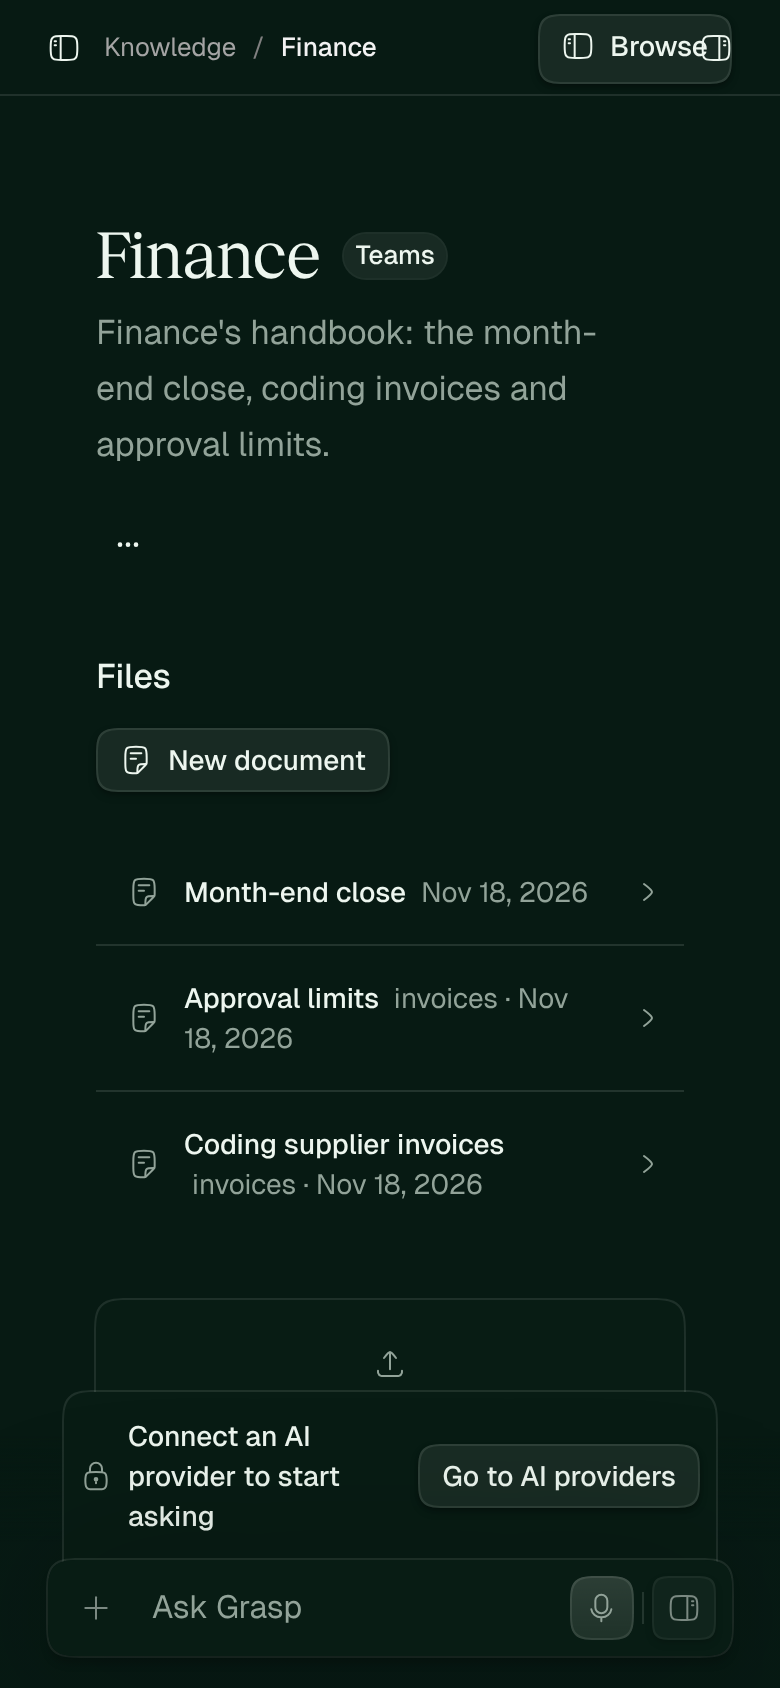 Knowledge / Finance
Browse
Finance
Teams
Finance's handbook: the month-
end close, coding invoices and
approval limits.
...
Files
New document
Month-end close Nov 18, 2026
Approval limits invoices · Nov
18, 2026
Coding supplier invoices
invoices · Nov 18, 2026
Connect an AI
provider to start
asking
Go to AI providers
Ask Grasp